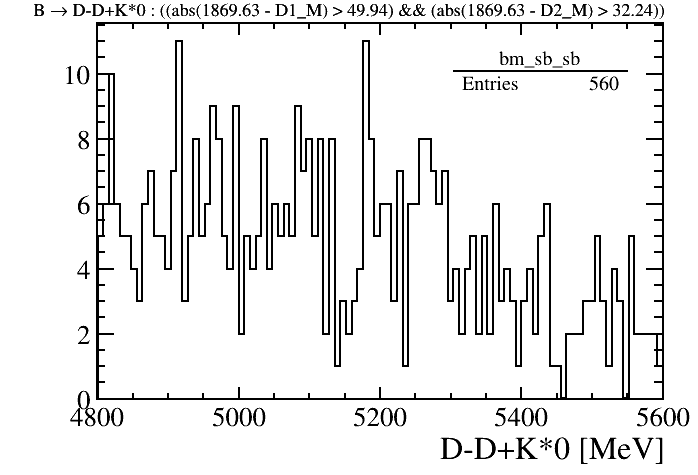 B → D-D+K*0 : ((abs(1869.63 - D1_M) > 49.94) && (abs(1869.63 - D2_M) > 32.24))
bm_sb_sb
Entries 560
10
8
6
4
2
0
4800 5000 5200 5400 5600
D-D+K*0 [MeV]